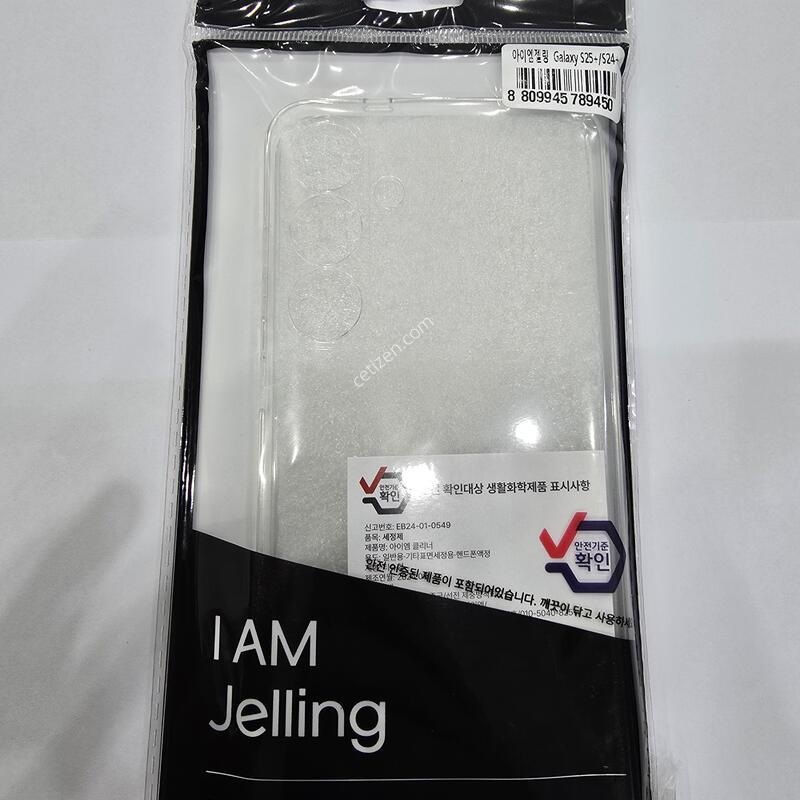 아이엠젤링 Galaxy S25+/S24+
8 809945 789450
cetizen.com
안전기준
확인
확인대상 생활화학제품 표시사항
신고번호: EB24-01-0549
품목: 세정제
제품명: 아이엠 클리너
용도: 일반용·기타표면세정용-핸드폰액정
제조연월:
안전기준
확인
안전 인증된 제품이 포함되어있습니다. 깨끗이 닦고 사용하세
I AM
Jelling